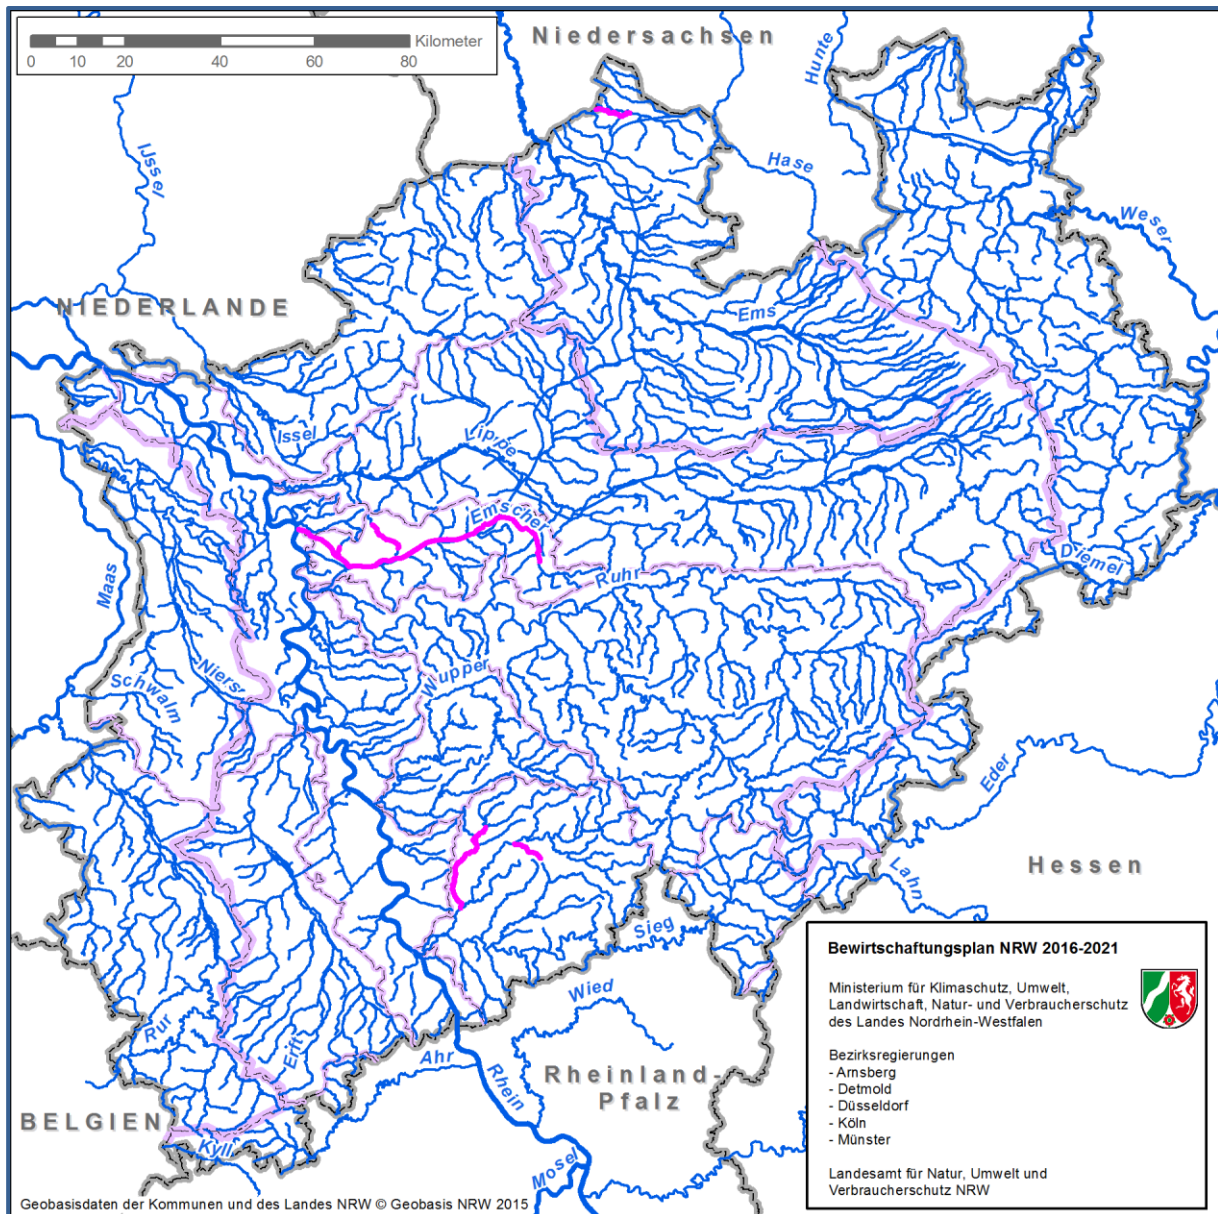 Niedersachsen
Kilometer
0 10 20 40 60 80
Hunte
IJssel
Hase
Weser
NIEDERLANDE
Ems
Issel
Lippe
Emscher
Maas
Ruhr
Diemel
Wupper
Niers
Schwalm
Eder
Hessen
Lahn
Sieg
Wied
Rur
Erft
Ahr
Rhein
Rheinland-
Pfalz
BELGIEN
Kyll
Mosel
Bewirtschaftungsplan NRW 2016-2021
Ministerium für Klimaschutz, Umwelt,
Landwirtschaft, Natur- und Verbraucherschutz
des Landes Nordrhein-Westfalen
Bezirksregierungen
- Arnsberg
- Detmold
- Düsseldorf
- Köln
- Münster
Landesamt für Natur, Umwelt und
Verbraucherschutz NRW
Geobasisdaten der Kommunen und des Landes NRW © Geobasis NRW 2015